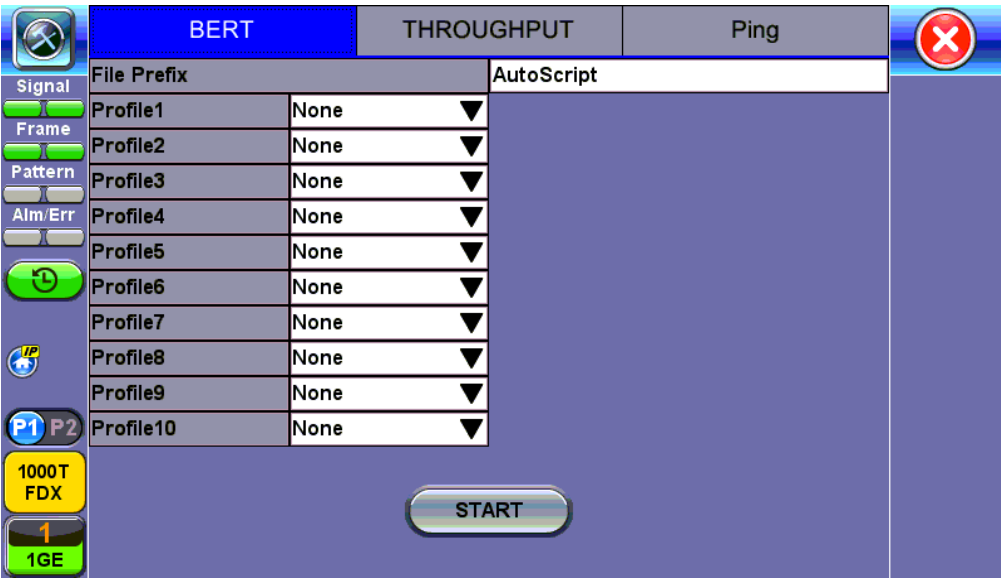 BERT THROUGHPUT Ping
Signal
Frame
Pattern
Alm/Err
IP
P1 P2
1000T
FDX
1
1GE
File Prefix AutoScript
Profile1 None
Profile2 None
Profile3 None
Profile4 None
Profile5 None
Profile6 None
Profile7 None
Profile8 None
Profile9 None
Profile10 None
START